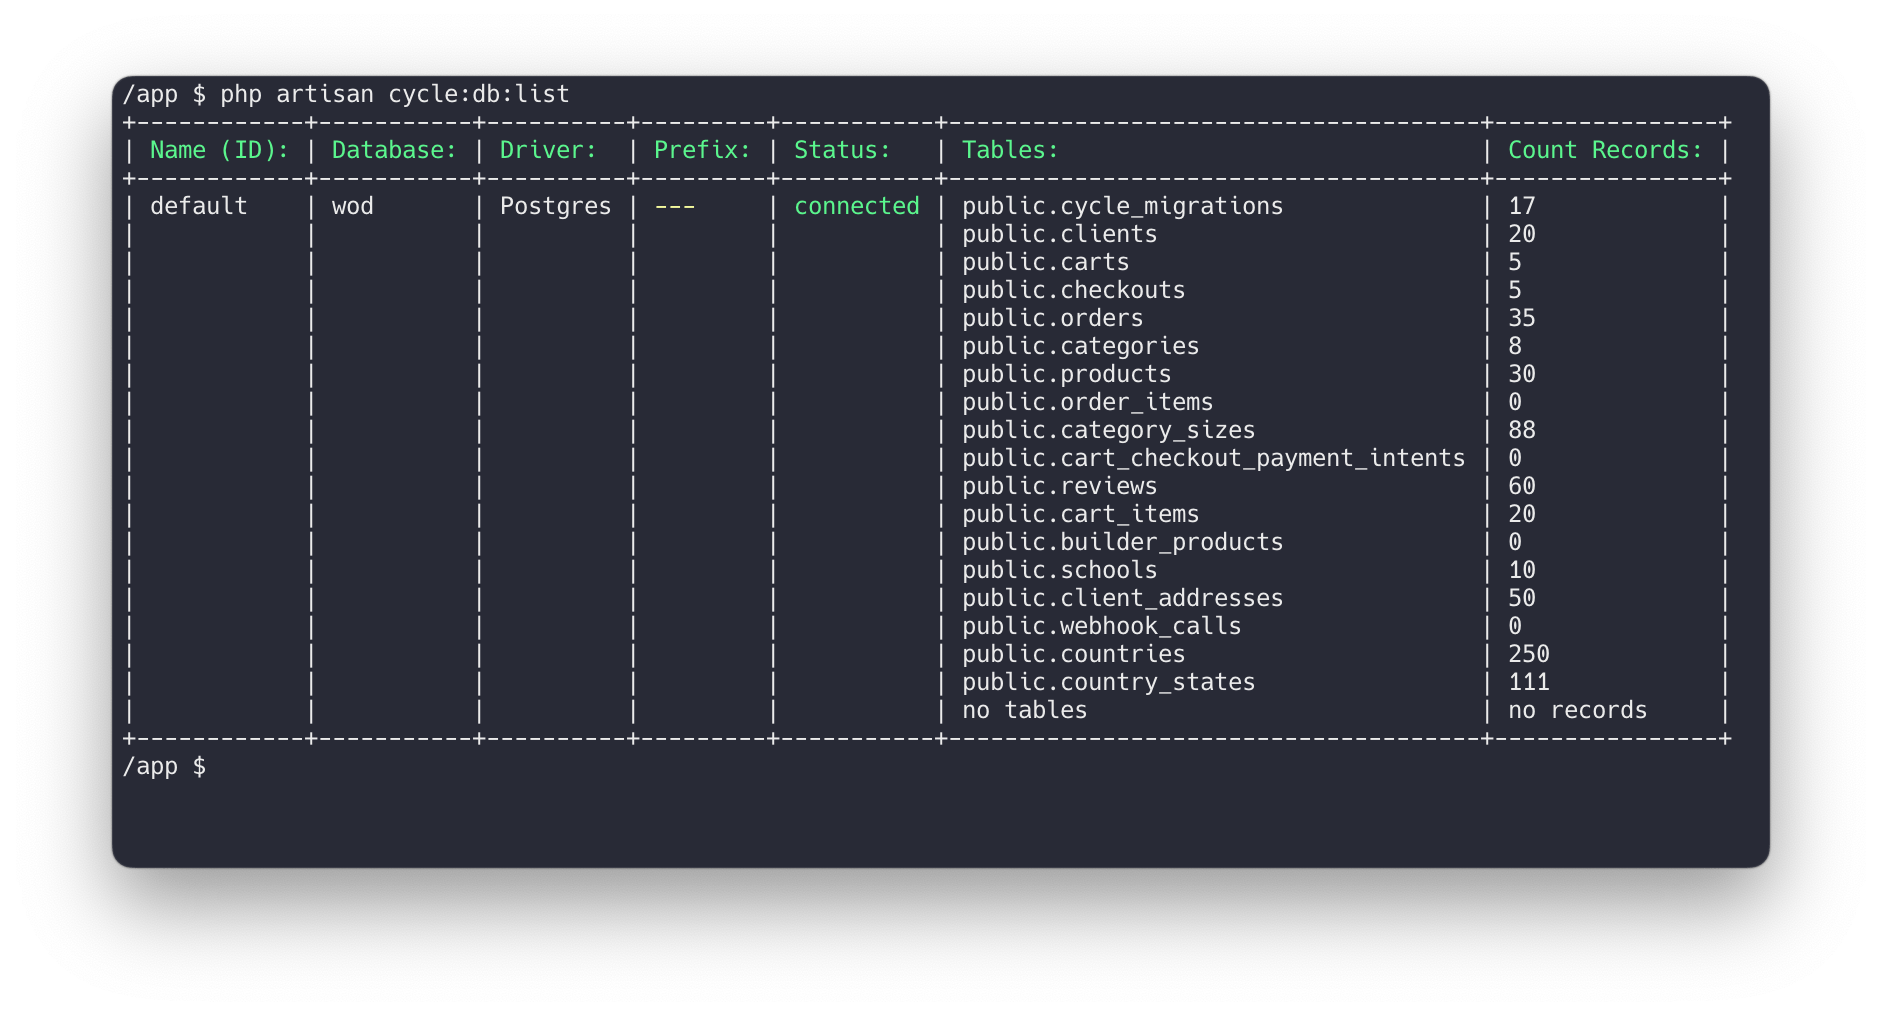 /app $ php artisan cycle:db:list
+------------+-----------+----------+---------+-----------+--------------------------------------+----------------+
| Name (ID): | Database: | Driver:  | Prefix: | Status:   | Tables:                              | Count Records: |
+------------+-----------+----------+---------+-----------+--------------------------------------+----------------+
| default    | wod       | Postgres | ---     | connected | public.cycle_migrations              | 17             |
|            |           |          |         |           | public.clients                       | 20             |
|            |           |          |         |           | public.carts                         | 5              |
|            |           |          |         |           | public.checkouts                     | 5              |
|            |           |          |         |           | public.orders                        | 35             |
|            |           |          |         |           | public.categories                    | 8              |
|            |           |          |         |           | public.products                      | 30             |
|            |           |          |         |           | public.order_items                   | 0              |
|            |           |          |         |           | public.category_sizes                | 88             |
|            |           |          |         |           | public.cart_checkout_payment_intents | 0              |
|            |           |          |         |           | public.reviews                       | 60             |
|            |           |          |         |           | public.cart_items                    | 20             |
|            |           |          |         |           | public.builder_products              | 0              |
|            |           |          |         |           | public.schools                       | 10             |
|            |           |          |         |           | public.client_addresses              | 50             |
|            |           |          |         |           | public.webhook_calls                 | 0              |
|            |           |          |         |           | public.countries                     | 250            |
|            |           |          |         |           | public.country_states                | 111            |
|            |           |          |         |           | no tables                            | no records     |
+------------+-----------+----------+---------+-----------+--------------------------------------+----------------+
/app $